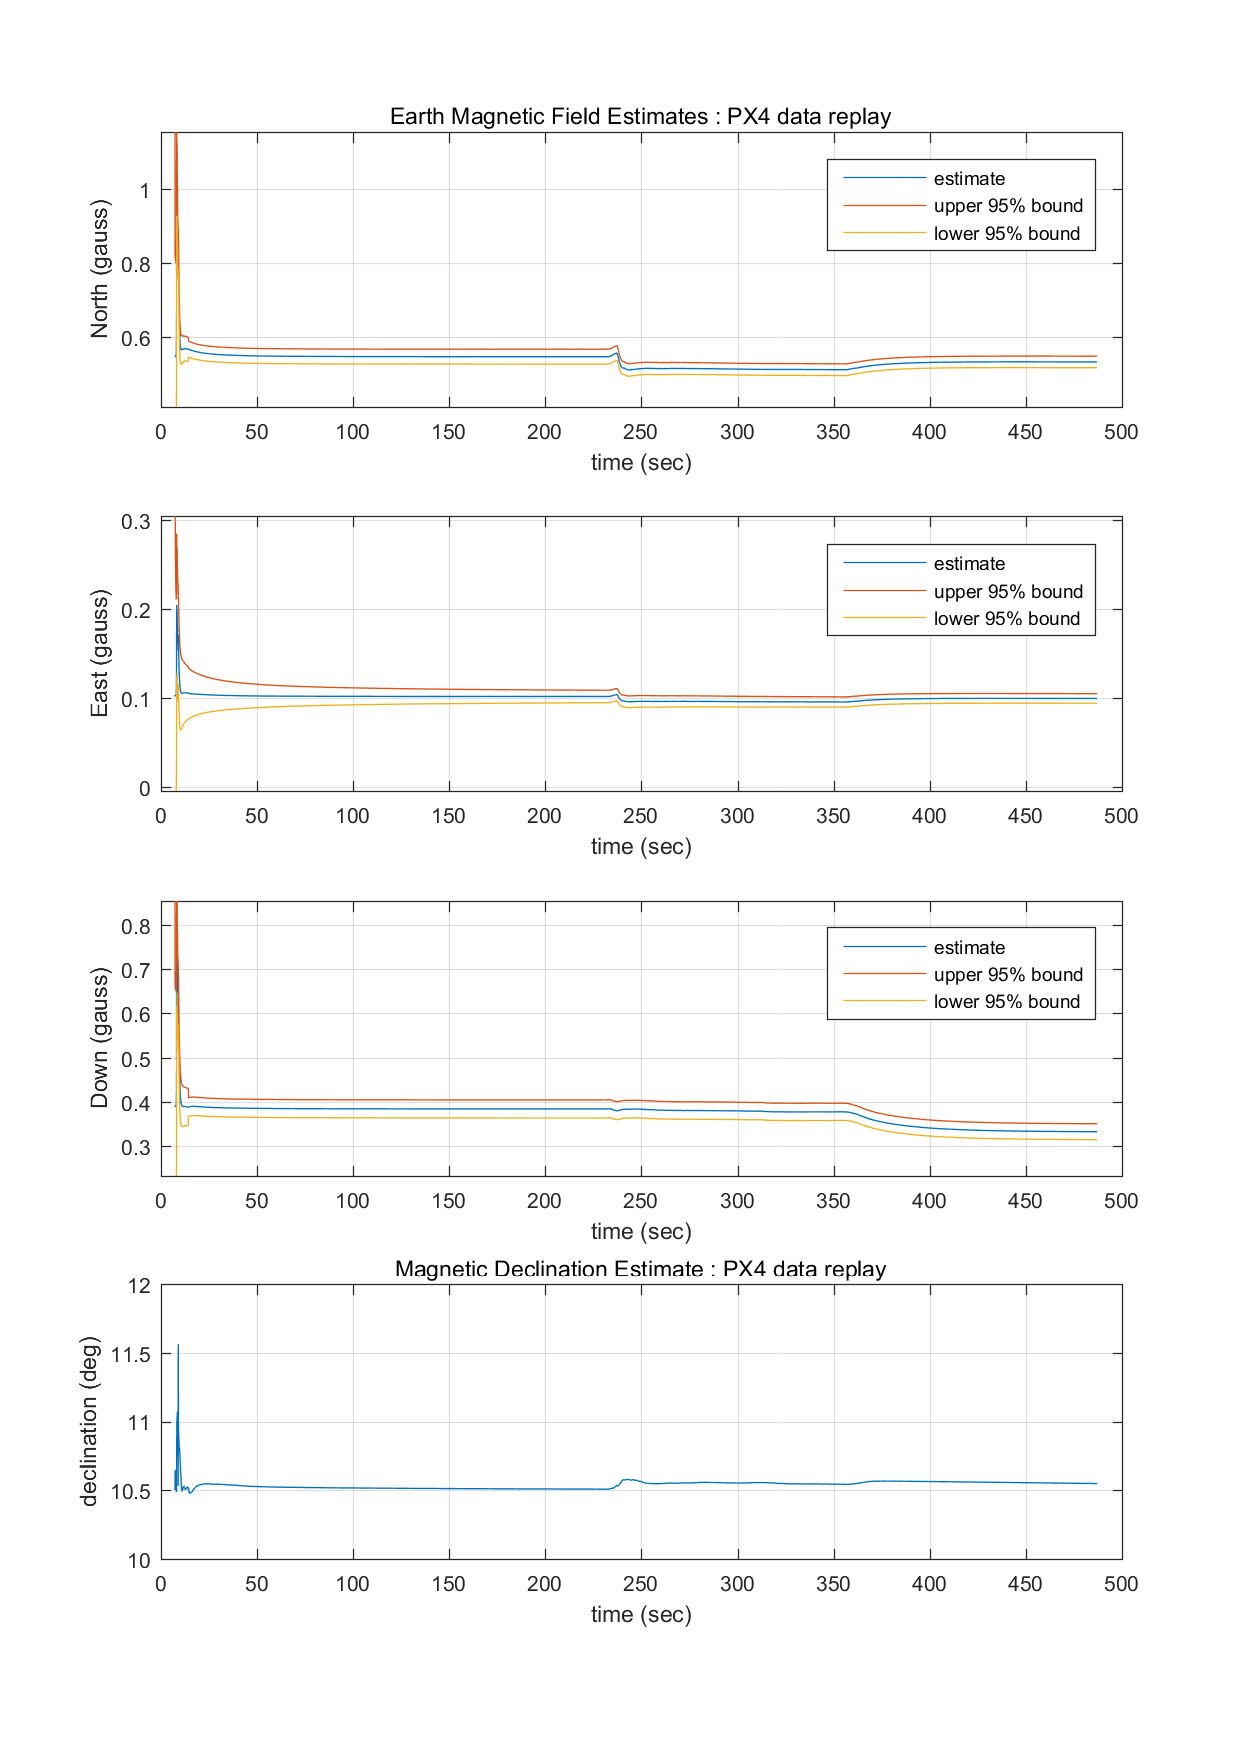 Earth Magnetic Field Estimates : PX4 data replay
North (gauss)
1
0.8
0.6
estimate
upper 95% bound
lower 95% bound
0 50 100 150 200 250 300 350 400 450 500
time (sec)
East (gauss)
0.3
0.2
0.1
0
estimate
upper 95% bound
lower 95% bound
0 50 100 150 200 250 300 350 400 450 500
time (sec)
Down (gauss)
0.8
0.7
0.6
0.5
0.4
0.3
estimate
upper 95% bound
lower 95% bound
0 50 100 150 200 250 300 350 400 450 500
time (sec)
Magnetic Declination Estimate : PX4 data replay
declination (deg)
12
11.5
11
10.5
10
0 50 100 150 200 250 300 350 400 450 500
time (sec)